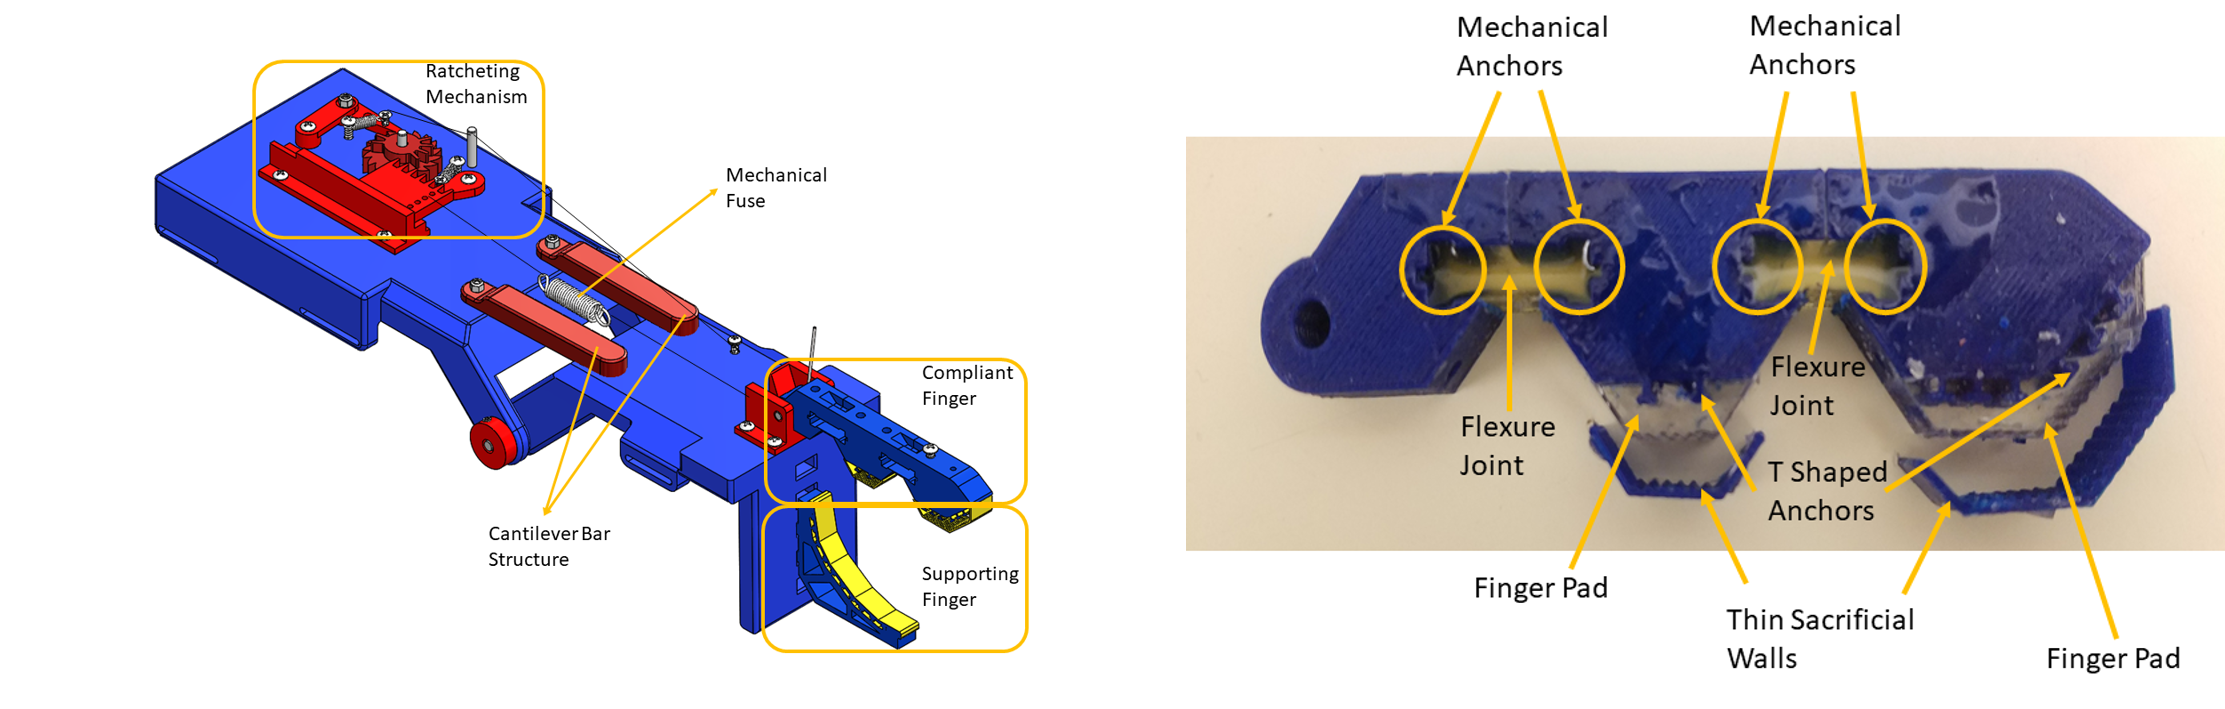 Ratcheting
Mechanism
Mechanical
Fuse
Compliant
Finger
Cantilever Bar
Structure
Supporting
Finger
Mechanical
Anchors
Mechanical
Anchors
Flexure
Joint
Flexure
Joint
T Shaped
Anchors
Finger Pad
Thin Sacrificial
Walls
Finger Pad